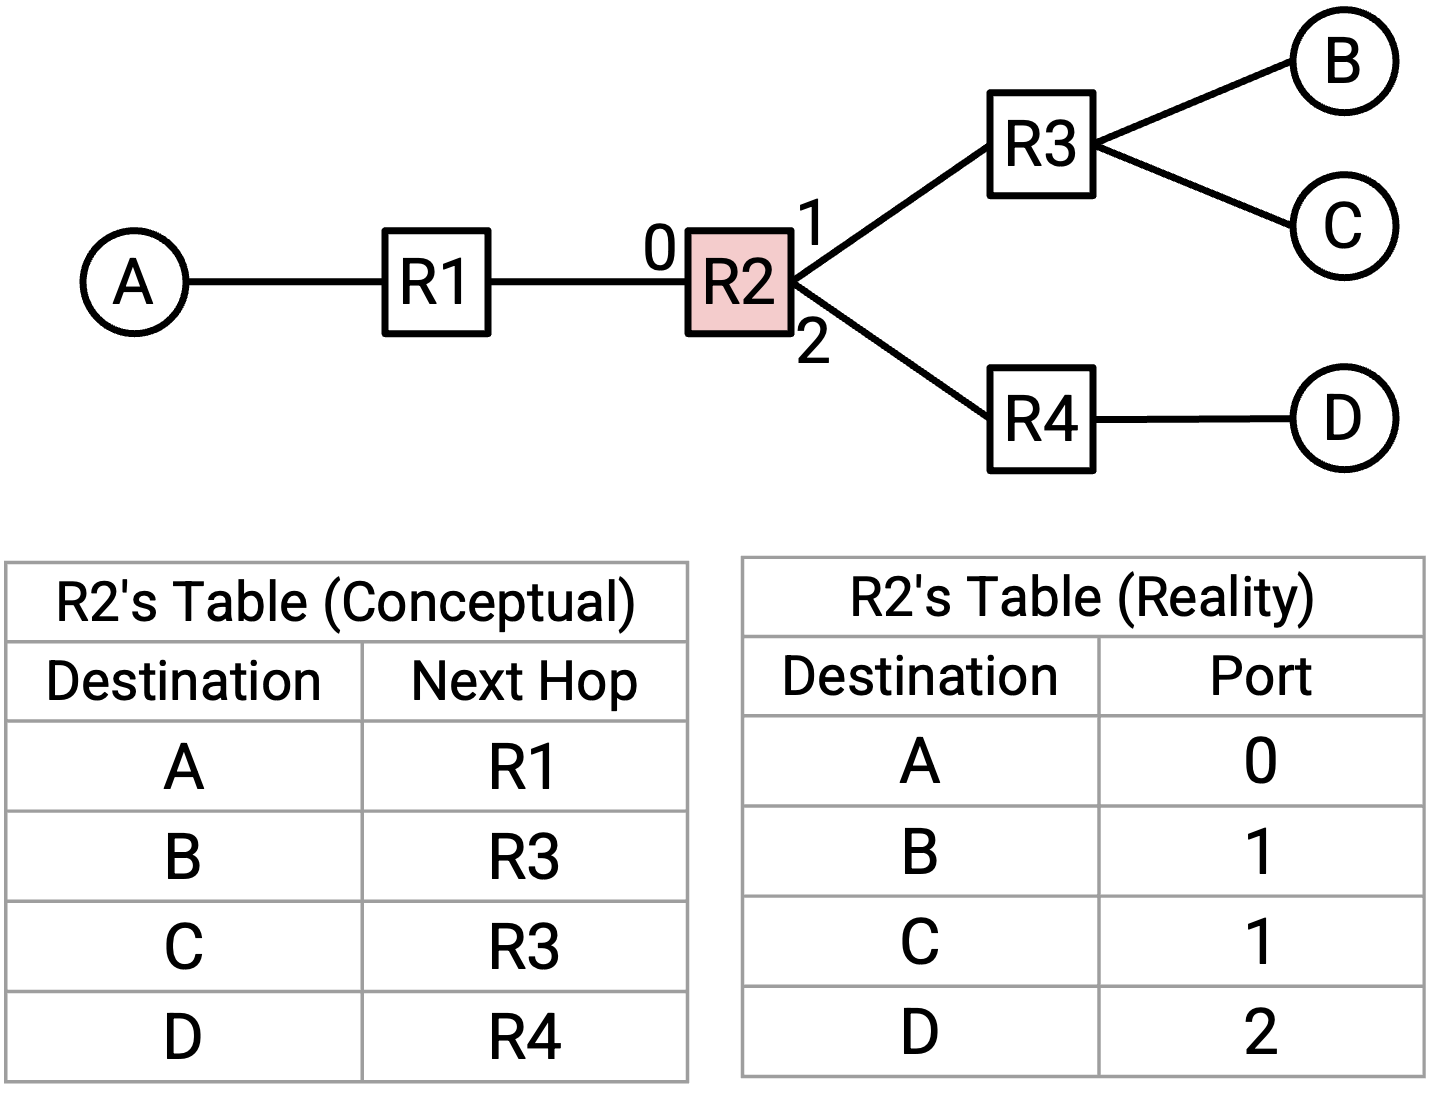 B
R3
C
1
0
A
R1
R2
2
R4
D
R2's Table (Conceptual)
Destination Next Hop
A R1
B R3
C R3
D R4
R2's Table (Reality)
Destination Port
A 0
B 1
C 1
D 2